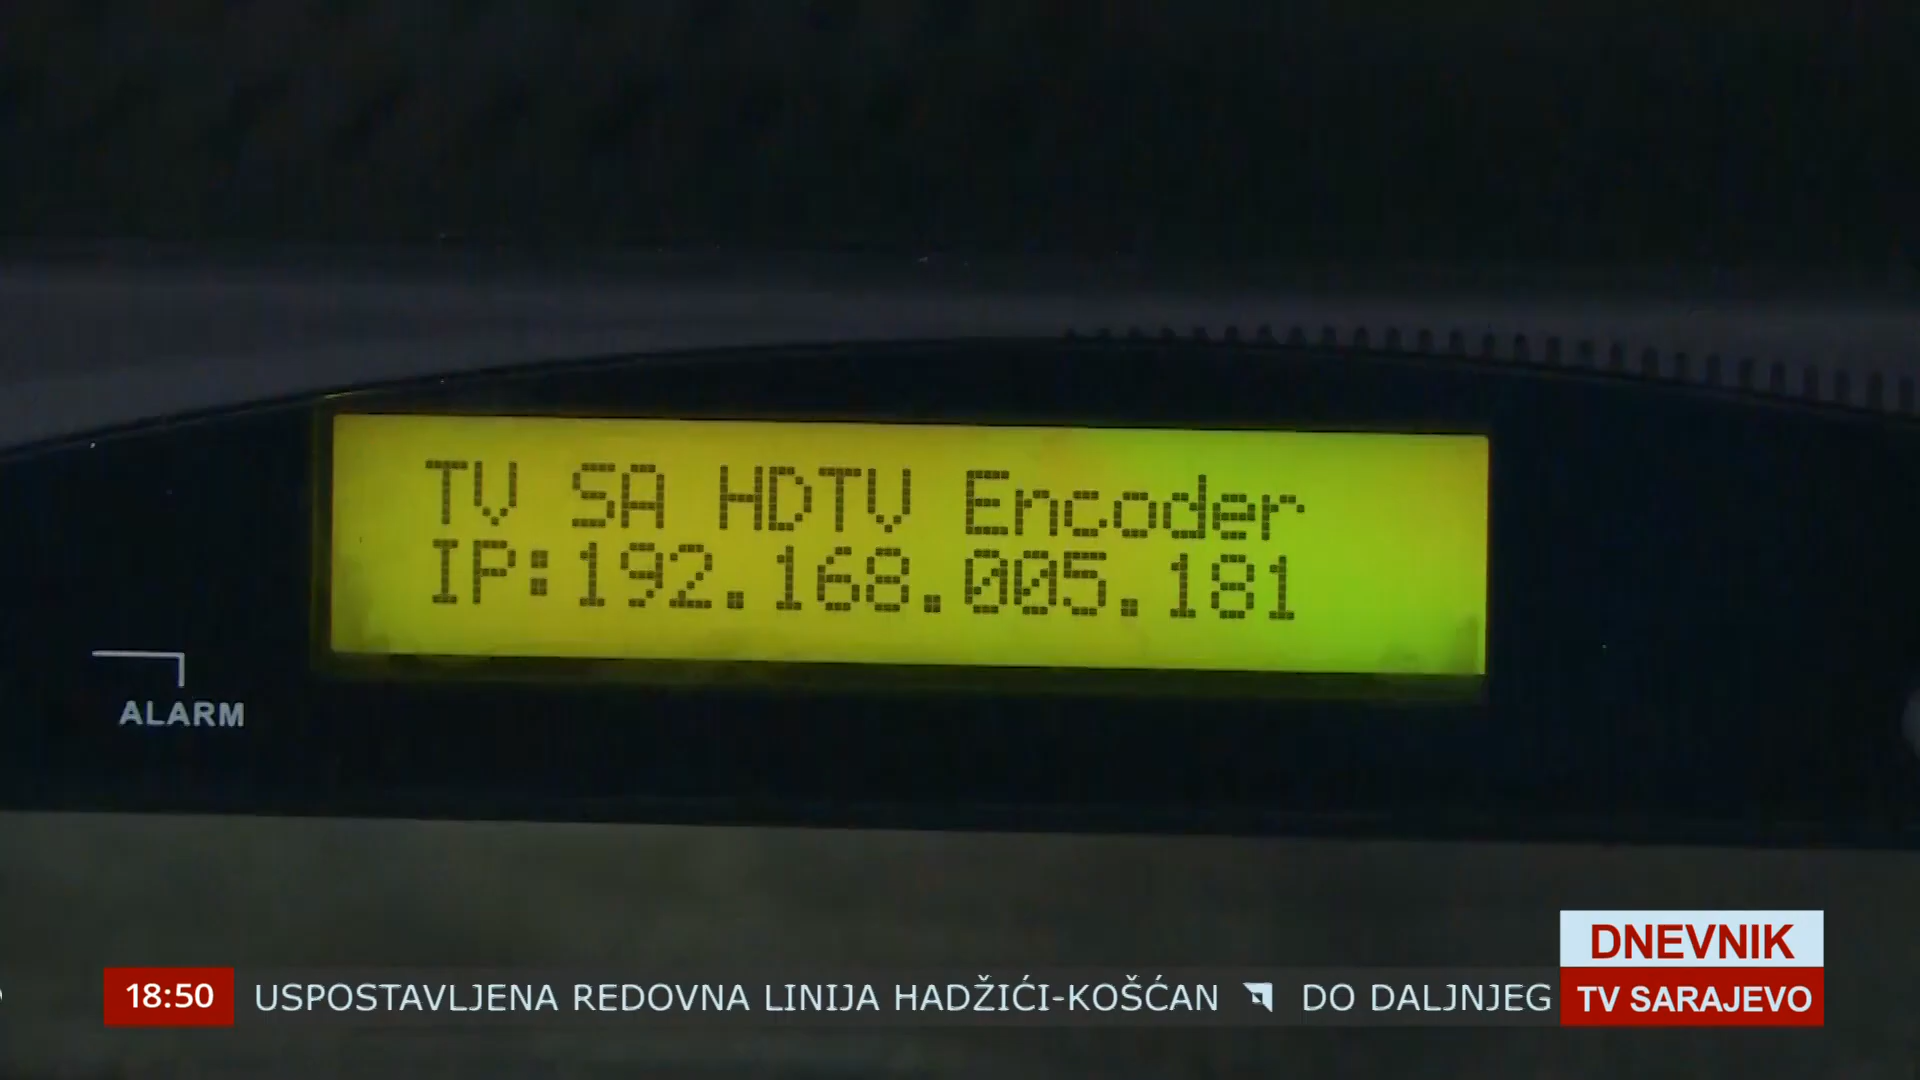 TV SA HDTV Encoder
IP:192.168.005.181
ALARM
DNEVNIK
18:50 USPOSTAVLJENA REDOVNA LINIJA HADŽIĆI-KOŠĆAN DO DALJNJEG
TV SARAJEVO